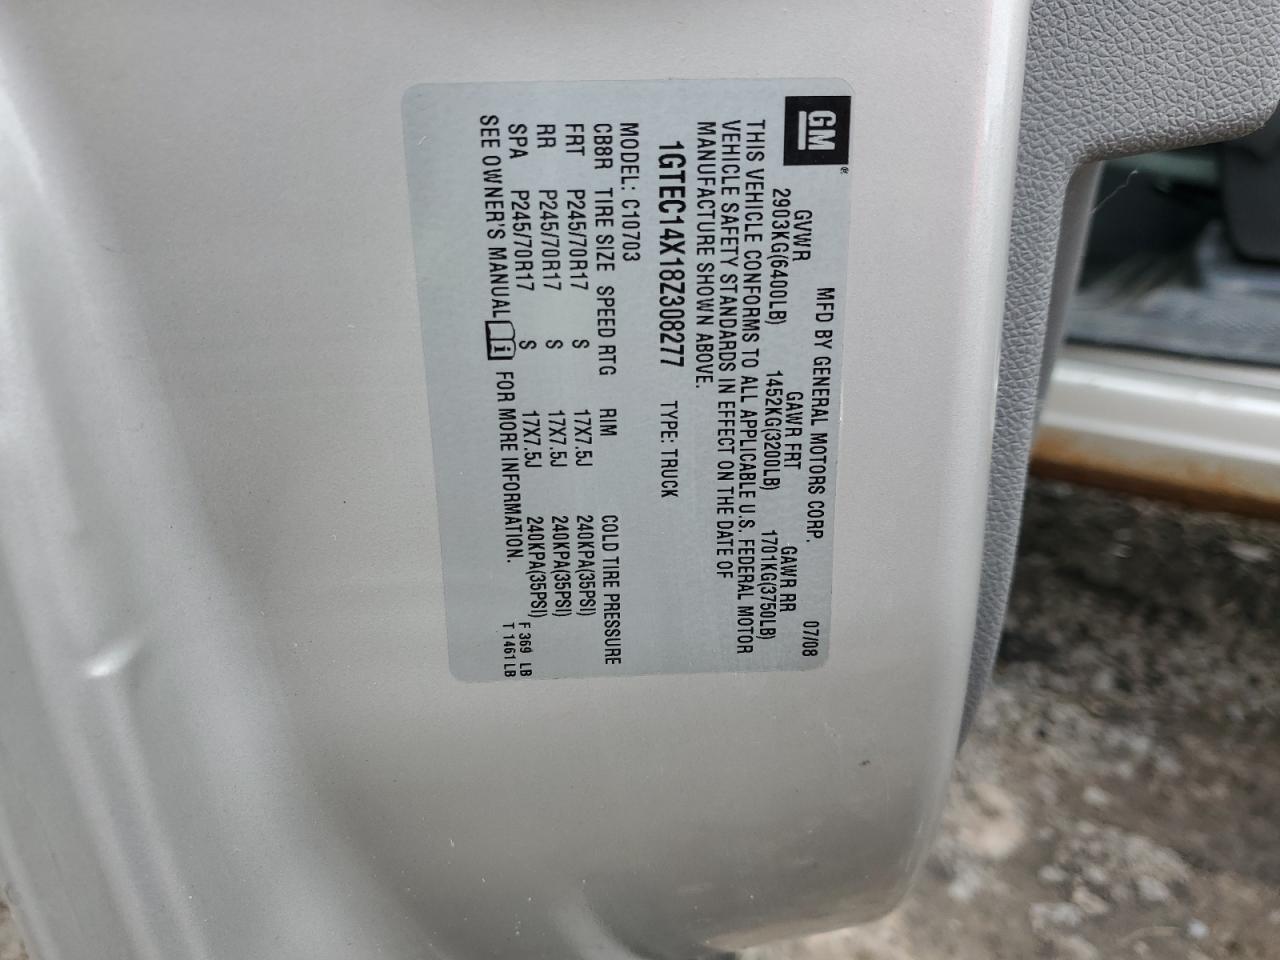 GM®
MFD BY GENERAL MOTORS CORP. 07/08
GVWR GAWR FRT GAWR RR
2903KG(6400LB) 1452KG(3200LB) 1701KG(3750LB)
THIS VEHICLE CONFORMS TO ALL APPLICABLE U.S. FEDERAL MOTOR
VEHICLE SAFETY STANDARDS IN EFFECT ON THE DATE OF
MANUFACTURE SHOWN ABOVE.
1GTEC14X18Z308277 TYPE: TRUCK
MODEL: C10703
CB8R TIRE SIZE SPEED RTG RIM COLD TIRE PRESSURE
FRT P245/70R17 S 17X7.5J 240KPA(35PSI)
RR P245/70R17 S 17X7.5J 240KPA(35PSI)
SPA P245/70R17 S 17X7.5J 240KPA(35PSI)
SEE OWNER'S MANUAL i FOR MORE INFORMATION.
F 369 LB
T 1461 LB